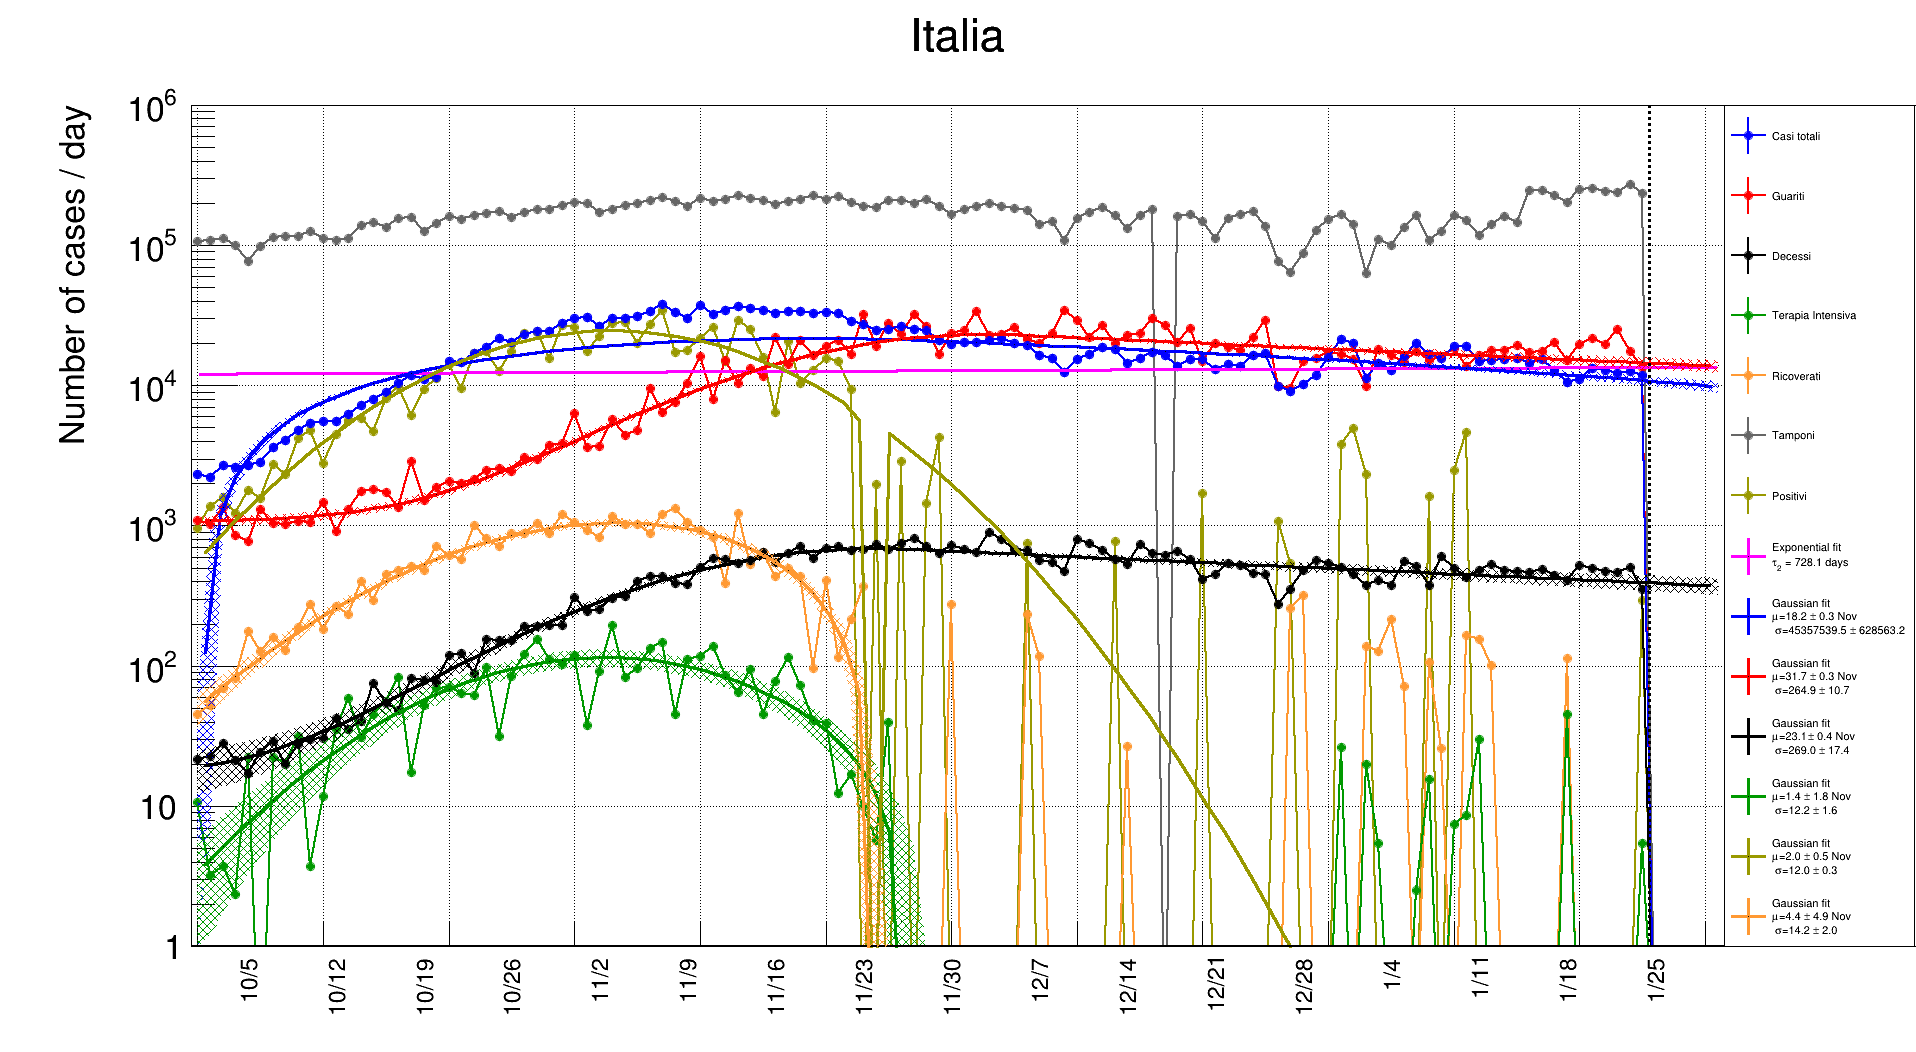 Italia
Number of cases / day
10^6
10^5
10^4
10^3
10^2
10
1
10/5 10/12 10/19 10/26 11/2 11/9 11/16 11/23 11/30 12/7 12/14 12/21 12/28 1/4 1/11 1/18 1/25
Casi totali
Guariti
Decessi
Terapia Intensiva
Ricoverati
Tamponi
Positivi
Exponential fit
τ2 = 728.1 days
Gaussian fit
μ=18.2 ± 0.3 Nov
σ=45357539.5 ± 628563.2
Gaussian fit
μ=31.7 ± 0.3 Nov
σ=264.9 ± 10.7
Gaussian fit
μ=23.1 ± 0.4 Nov
σ=269.0 ± 17.4
Gaussian fit
μ=1.4 ± 1.8 Nov
σ=12.2 ± 1.6
Gaussian fit
μ=2.0 ± 0.5 Nov
σ=12.0 ± 0.3
Gaussian fit
μ=4.4 ± 4.9 Nov
σ=14.2 ± 2.0